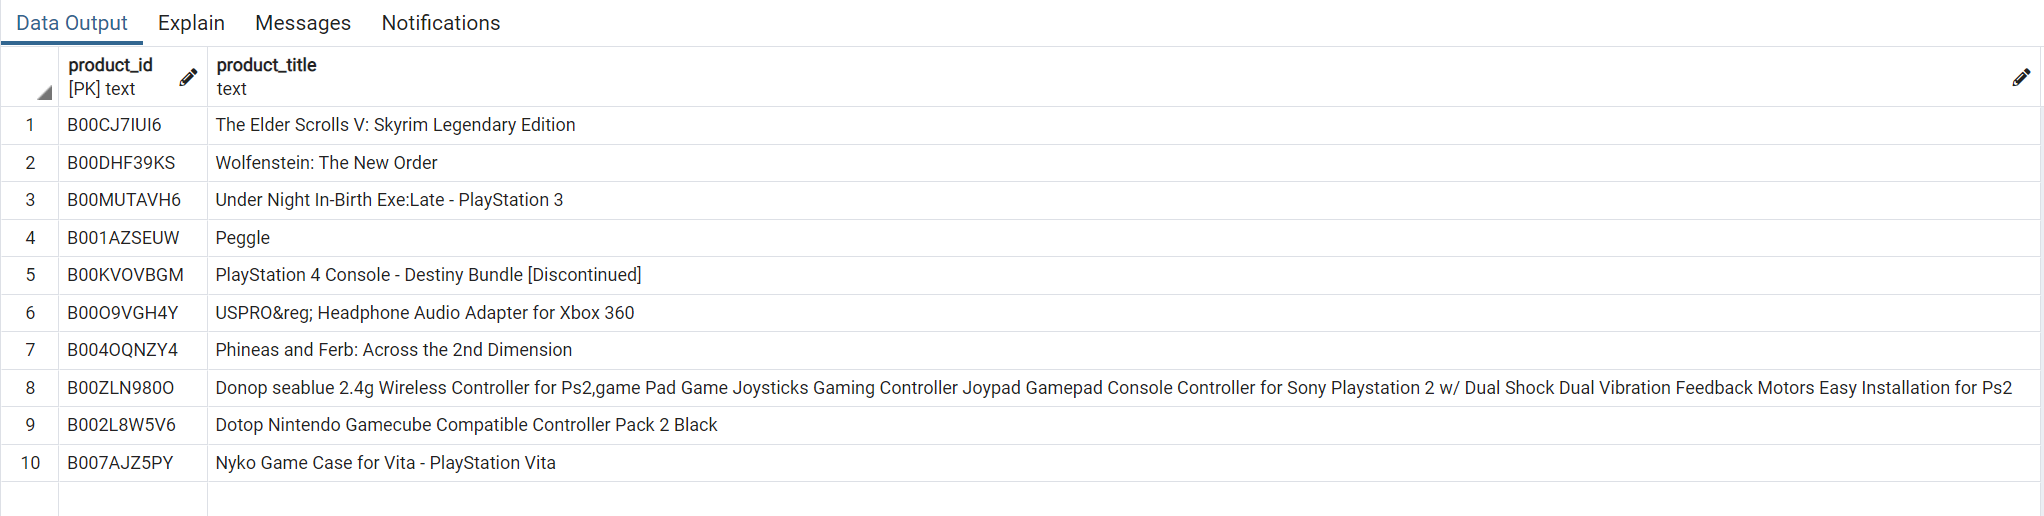 Data Output Explain Messages Notifications
product_id product_title
[PK] text text
1 B00CJ7IUI6 The Elder Scrolls V: Skyrim Legendary Edition
2 B00DHF39KS Wolfenstein: The New Order
3 B00MUTAVH6 Under Night In-Birth Exe:Late - PlayStation 3
4 B001AZSEUW Peggle
5 B00KVOVBGM PlayStation 4 Console - Destiny Bundle [Discontinued]
6 B00O9VGH4Y USPRO&reg; Headphone Audio Adapter for Xbox 360
7 B004OQNZY4 Phineas and Ferb: Across the 2nd Dimension
8 B00ZLN980O Donop seablue 2.4g Wireless Controller for Ps2,game Pad Game Joysticks Gaming Controller Joypad Gamepad Console Controller for Sony Playstation 2 w/ Dual Shock Dual Vibration Feedback Motors Easy Installation for Ps2
9 B002L8W5V6 Dotop Nintendo Gamecube Compatible Controller Pack 2 Black
10 B007AJZ5PY Nyko Game Case for Vita - PlayStation Vita